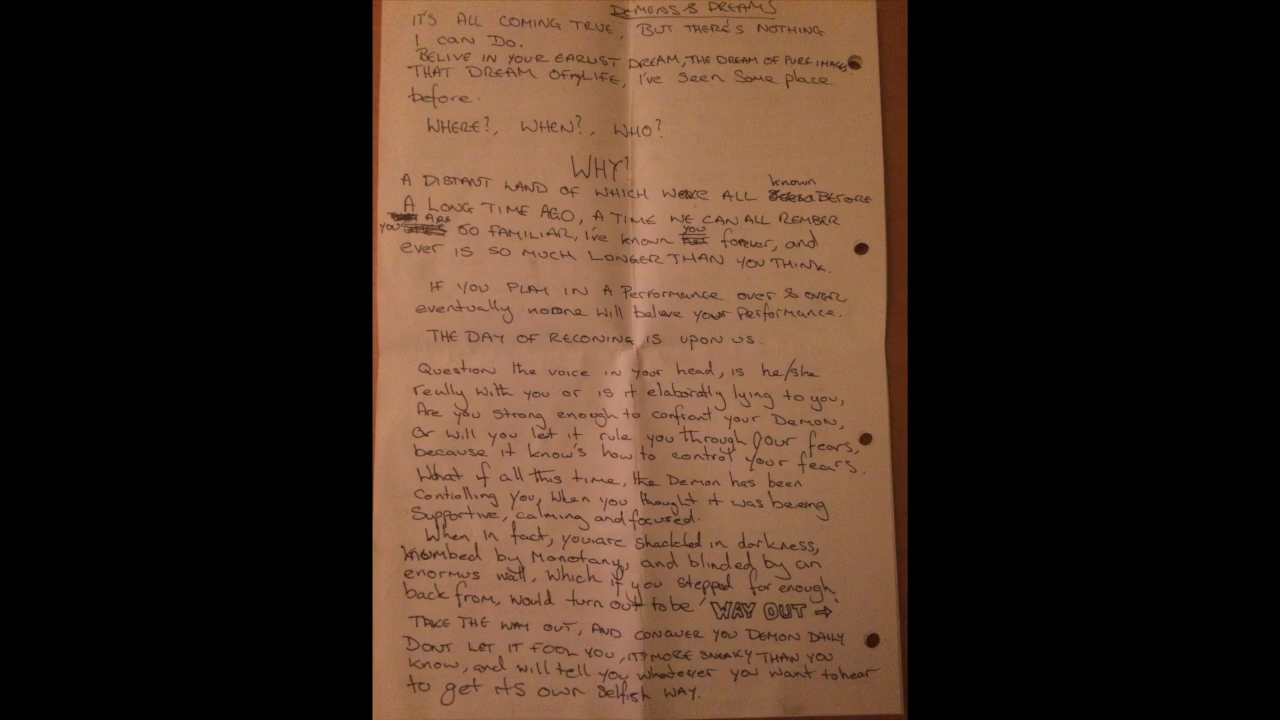 DEMONS & DREAMS
IT'S ALL COMING TRUE, BUT THERE'S NOTHING
I CAN DO.
BELIVE IN YOUR EARLIST DREAM, THE DREAM OF PURE IMAGE
THAT DREAM OF MY LIFE, I've seen Some place
before.
WHERE?, WHEN?, WHO?
WHY?
known
A DISTANT LAND OF WHICH WE'RE ALL BEFORE
A LONG TIME AGO, A TIME WE CAN ALL REMBER
YOU ARE SO FAMILIAR, I've known you forever, and
ever IS SO MUCH LONGER THAN YOU THINK.
IF YOU PLAY IN A Performance over & over
eventually noone will believe your Performance.
THE DAY OF RECONING IS UPON US.
Question the voice in your head, is he/she
really with you or is it elabordtly lying to you,
Are you strong enough to confront your Demon,
Or will you let it rule you through your fears,
because it know's how to control your fears.
What if all this time, the Demon has been
Controlling you, When you thought it was beeing
Supportive, calming and focused.
When in fact, you are shackled in darkness,
by Monotany, and blinded by an
enormus wall, which if you stepped far enough
back from, would turn out to be 'WAY OUT →'
TAKE THE WAY OUT, AND CONQUER YOU DEMON DAILY
DONT LET IT FOOL YOU, ITS MORE SNEAKY THAN YOU
know, and will tell you whatever you want to hear
to get its own Selfish WAY.